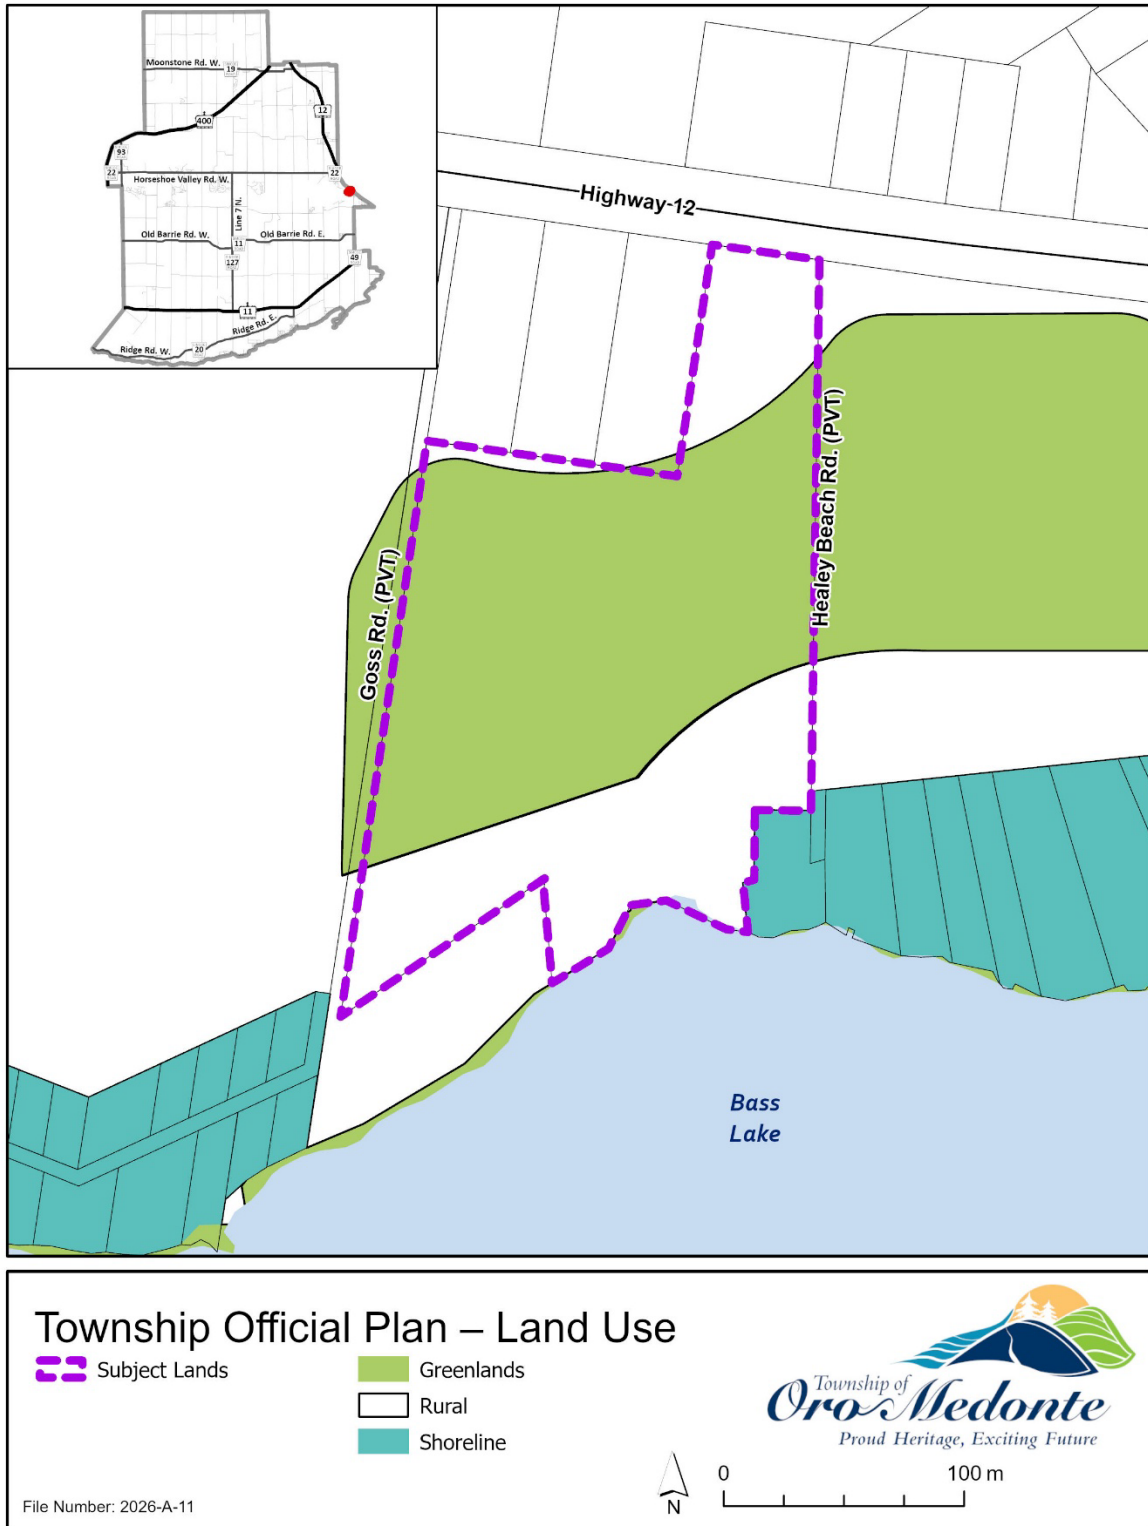 Moonstone Rd. W.
19
400
12
93
22
Horseshoe Valley Rd. W.
22
Line 7 N.
Old Barrie Rd. W.
11
Old Barrie Rd. E.
127
49
11
Ridge Rd. E.
Ridge Rd. W.
20
Highway 12
Healey Beach Rd. (PVT)
Goss Rd. (PVT)
Bass
Lake
Township Official Plan – Land Use
Subject Lands
Greenlands
Rural
Shoreline
Township of
Oro-Medonte
Proud Heritage, Exciting Future
N
0
100 m
File Number: 2026-A-11